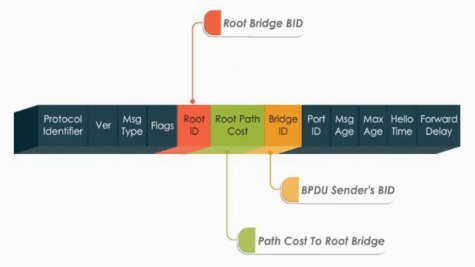 Root Bridge BID
Protocol Identifier
Ver
Msg Type
Flags
Root ID
Root Path Cost
Bridge ID
Port ID
Msg Age
Max Age
Hello Time
Forward Delay
BPDU Sender's BID
Path Cost To Root Bridge